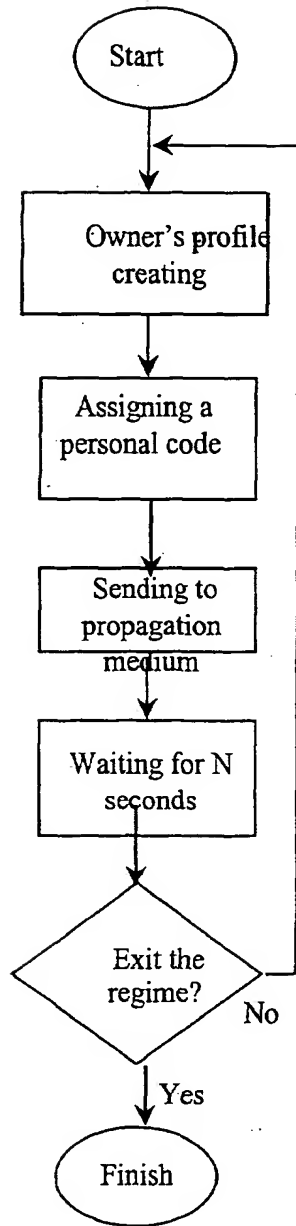 Start
Owner's profile
creating
Assigning a
personal code
Sending to
propagation
medium
Waiting for N
seconds
Exit the
regime?
No
Yes
Finish